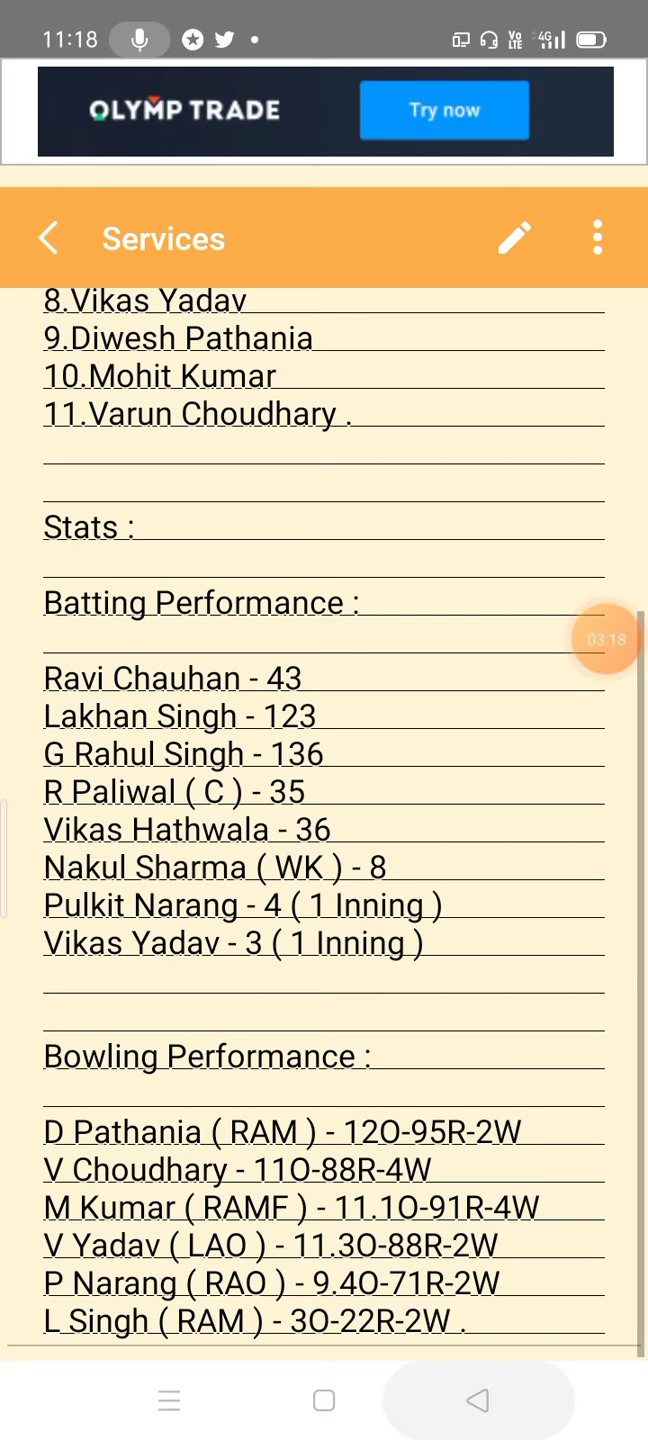 11:18
Vo LTE 4G
OLYMP TRADE
Try now
Services
8.Vikas Yadav
9.Diwesh Pathania
10.Mohit Kumar
11.Varun Choudhary .
Stats :
Batting Performance :
03:18
Ravi Chauhan - 43
Lakhan Singh - 123
G Rahul Singh - 136
R Paliwal ( C ) - 35
Vikas Hathwala - 36
Nakul Sharma ( WK ) - 8
Pulkit Narang - 4 ( 1 Inning )
Vikas Yadav - 3 ( 1 Inning )
Bowling Performance :
D Pathania ( RAM ) - 12O-95R-2W
V Choudhary - 11O-88R-4W
M Kumar ( RAMF ) - 11.1O-91R-4W
V Yadav ( LAO ) - 11.3O-88R-2W
P Narang ( RAO ) - 9.4O-71R-2W
L Singh ( RAM ) - 3O-22R-2W .